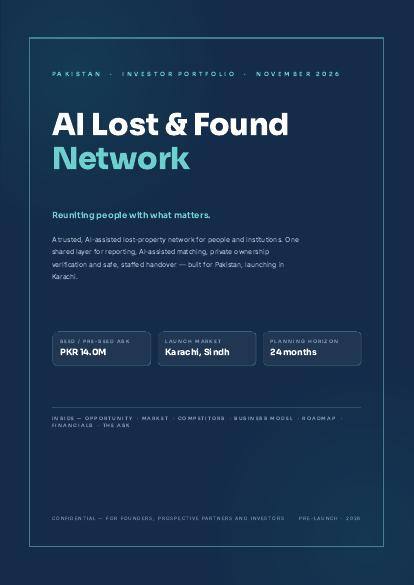 PAKISTAN · INVESTOR PORTFOLIO · NOVEMBER 2026
AI Lost & Found
Network
Reuniting people with what matters.
A trusted, AI-assisted lost-property network for people and institutions. One
shared layer for reporting, AI-assisted matching, private ownership
verification and safe, staffed handover — built for Pakistan, launching in
Karachi.
SEED / PRE-SEED ASK
PKR 14.0M
LAUNCH MARKET
Karachi, Sindh
PLANNING HORIZON
24 months
INSIDE — OPPORTUNITY · MARKET · COMPETITORS · BUSINESS MODEL · ROADMAP ·
FINANCIALS · THE ASK
CONFIDENTIAL — FOR FOUNDERS, PROSPECTIVE PARTNERS AND INVESTORS
PRE-LAUNCH · 2026